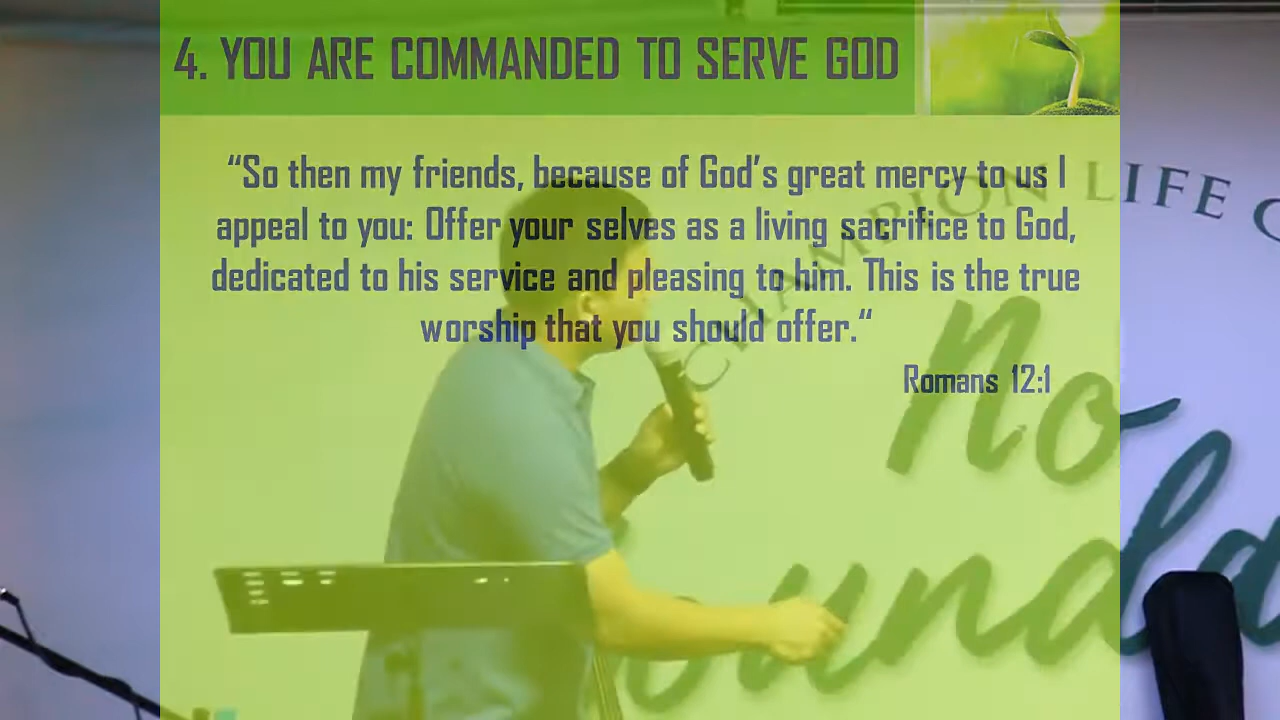 4. YOU ARE COMMANDED TO SERVE GOD
“So then my friends, because of God’s great mercy to us I
appeal to you: Offer your selves as a living sacrifice to God,
dedicated to his service and pleasing to him. This is the true
worship that you should offer.“
Romans 12:1
CHAMPION LIFE
No